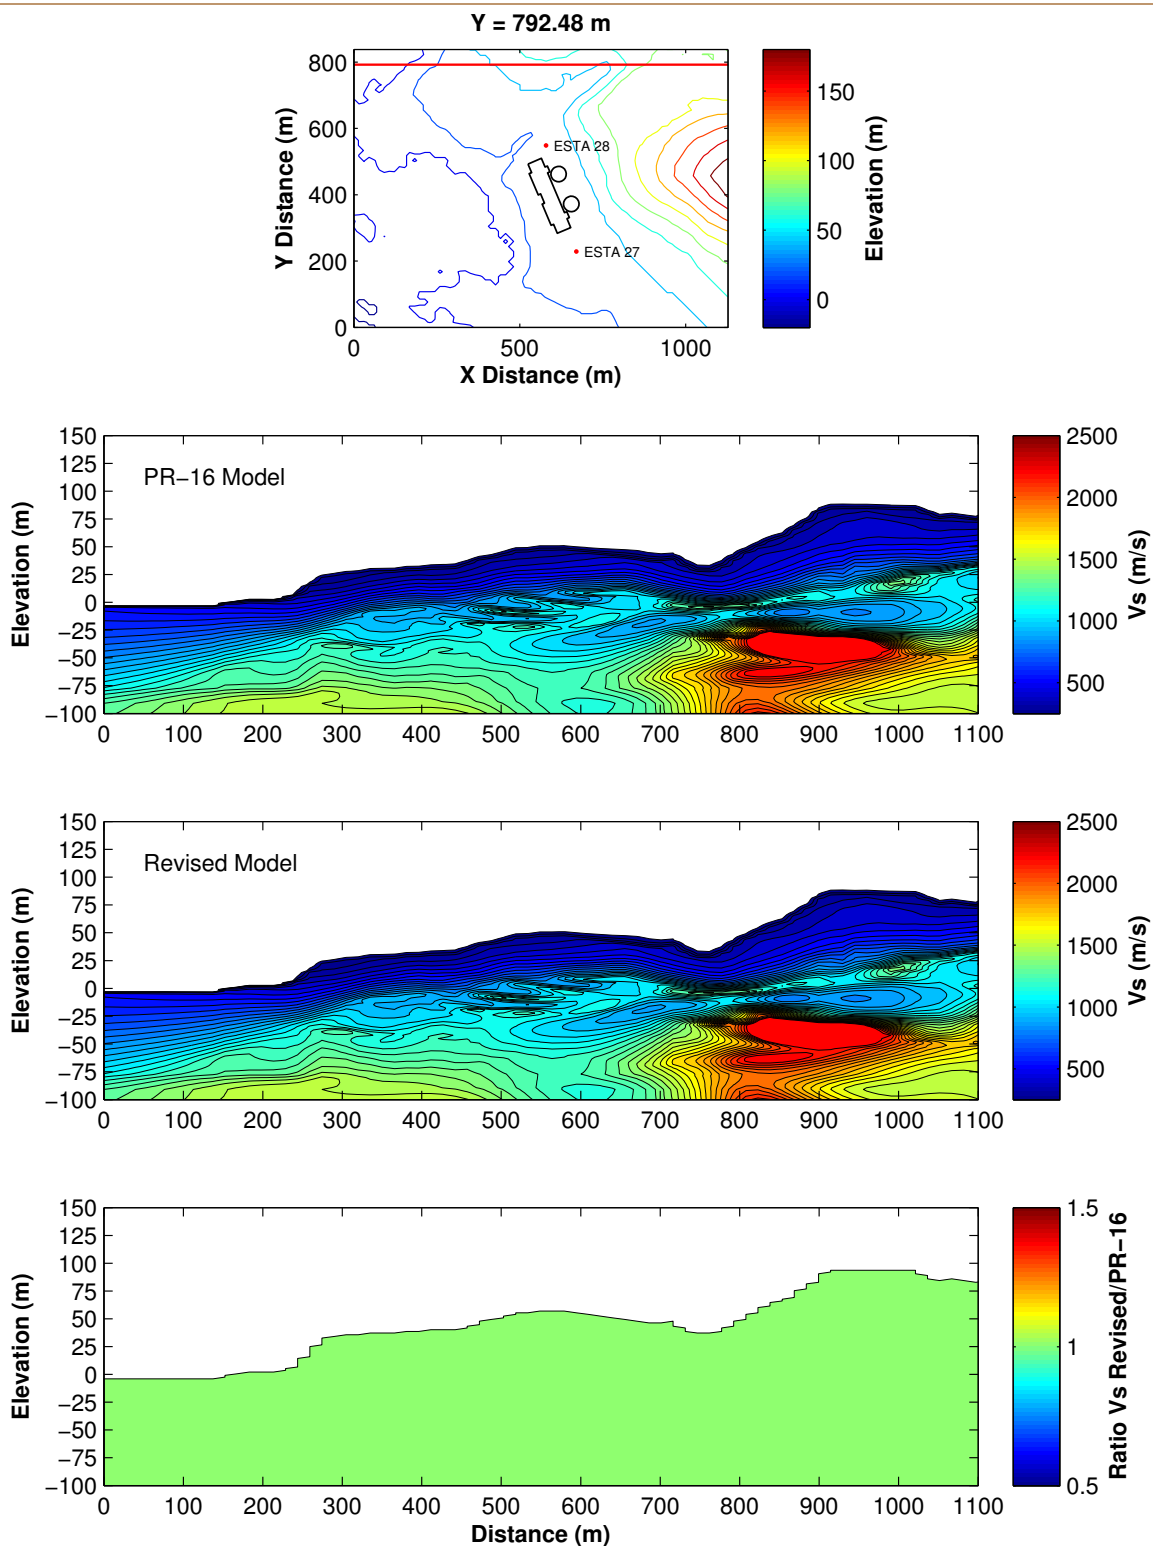 Y = 792.48 m
800
600
400
200
0
Y Distance (m)
ESTA 28
ESTA 27
0 500 1000
X Distance (m)
150
100
50
0
Elevation (m)
150
125
100
75
50
25
0
−25
−50
−75
−100
Elevation (m)
PR−16 Model
0 100 200 300 400 500 600 700 800 900 1000 1100
2500
2000
1500
1000
500
Vs (m/s)
150
125
100
75
50
25
0
−25
−50
−75
−100
Elevation (m)
Revised Model
0 100 200 300 400 500 600 700 800 900 1000 1100
2500
2000
1500
1000
500
Vs (m/s)
150
125
100
75
50
25
0
−25
−50
−75
−100
Elevation (m)
0 100 200 300 400 500 600 700 800 900 1000 1100
Distance (m)
1.5
1
0.5
Ratio Vs Revised/PR−16